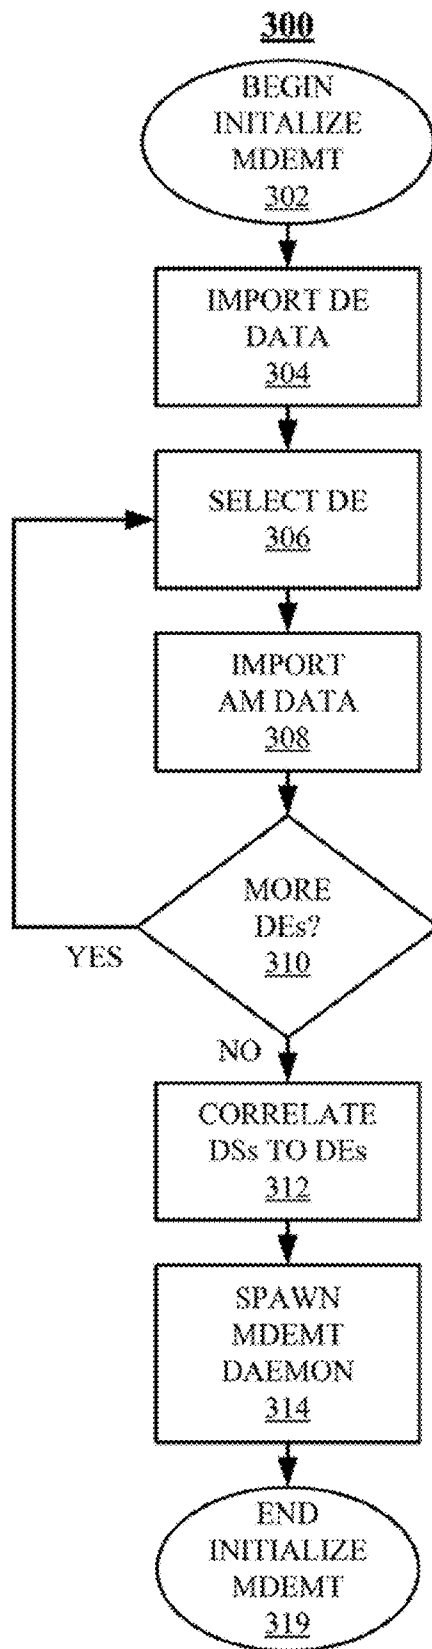 300
BEGIN
INITALIZE
MDEMT
302
IMPORT DE
DATA
304
SELECT DE
306
IMPORT
AM DATA
308
MORE
DEs?
310
YES
NO
CORRELATE
DSs TO DEs
312
SPAWN
MDEMT
DAEMON
314
END
INITIALIZE
MDEMT
319